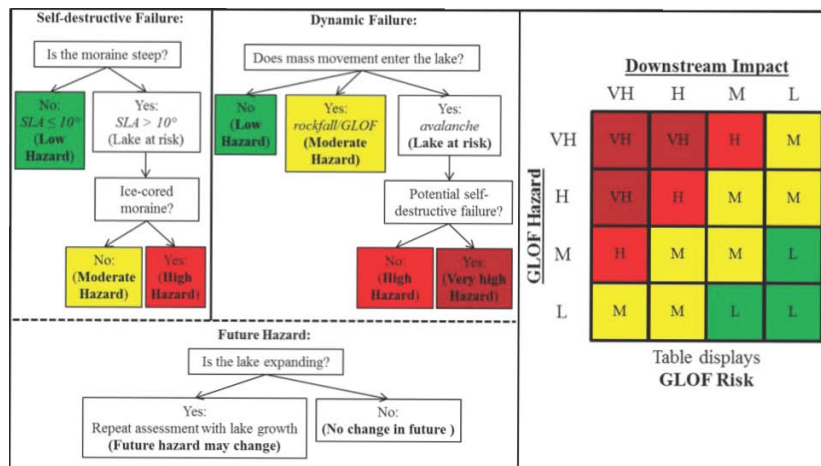 Self-destructive Failure:
Is the moraine steep?
No:
SLA ≤ 10°
(Low
Hazard)
Yes:
SLA > 10°
(Lake at risk)
Ice-cored
moraine?
No:
(Moderate
Hazard)
Yes:
(High
Hazard)
Dynamic Failure:
Does mass movement enter the lake?
No
(Low
Hazard)
Yes:
rockfall/GLOF
(Moderate
Hazard)
Yes:
avalanche
(Lake at risk)
Potential self-
destructive failure?
No:
(High
Hazard)
Yes:
(Very high
Hazard)
Future Hazard:
Is the lake expanding?
Yes:
Repeat assessment with lake growth
(Future hazard may change)
No:
(No change in future )
Downstream Impact
VH H M L
GLOF Hazard
VH VH VH H M
H VH H M M
M H M M L
L M M L L
Table displays
GLOF Risk